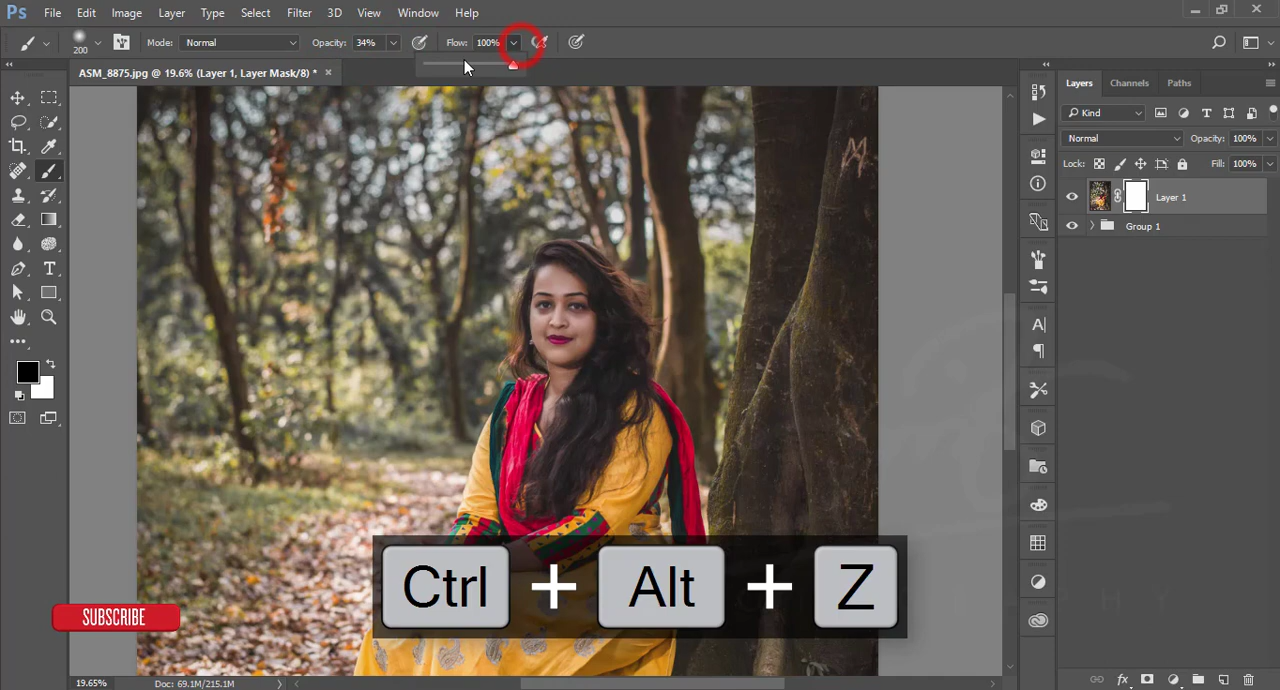 Ps File Edit Image Layer Type Select Filter 3D View Window Help
200 Mode: Normal Opacity: 34% Flow: 100%
ASM_8875.jpg @ 19.6% (Layer 1, Layer Mask/8) * ×
Layers Channels Paths
Kind
Normal Opacity: 100%
Lock: Fill: 100%
Layer 1
Group 1
Ctrl + Alt + Z
SUBSCRIBE
19.65% Doc: 69.1M/215.1M